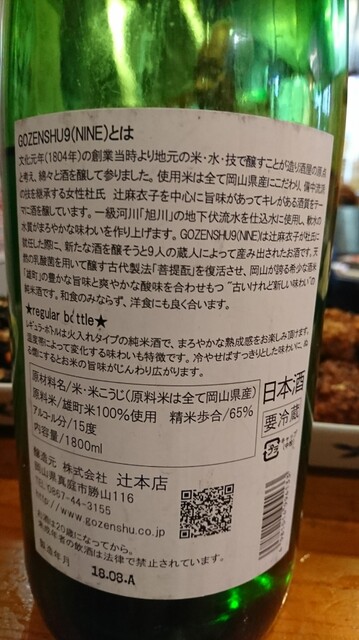 GOZENSHU9(NINE)とは
文化元年(1804年)の創業当時より地元の米・水・技で醸すことが造り酒屋の原点
と考え、綿々と酒を醸して参りました。使用米は全て岡山県産にこだわり、備中流
の技を継承する女性杜氏 辻麻衣子を中心に旨味があってキレがある酒質をテー
マに酒を醸しています。一級河川「旭川」の地下伏流水を仕込水に使用し、軟水の
水質がまろやかな味わいを作り上げます。GOZENSHU9(NINE)は辻麻衣子が杜氏に
就任した際に、新たな酒を醸そうと9人の蔵人によって産み出されたお酒です。天
然の乳酸菌を用いて醸す古代製法「菩提酛」を復活させ、岡山が誇る希少な酒米
「雄町」の豊かな旨味と爽やかな酸味を合わせもつ"古いけれど新しい味わい"の
純米酒です。和食のみならず、洋食にも良く合います。
★regular bottle★
レギュラーボトルは火入れタイプの純米酒で、まろやかな熟成感をお楽しみ頂けます。
温度帯によって変化する味わいも特徴です。冷やせばすっきりとした味わいに、ぬ
る燗にするとお米の旨味がじんわり広がります。
原材料名/米・米こうじ(原料米は全て岡山県産)
原料米/雄町米100%使用 精米歩合/65%
アルコール分/15度
内容量/1800ml
日本酒
要冷蔵
醸造元 株式会社 辻本店
岡山県真庭市勝山116
TEL 0867-44-3155
http://www.gozenshu.co.jp
お酒は20歳になってから。
未成年者の飲酒は法律で禁止されています。
製造年月 18.08.A